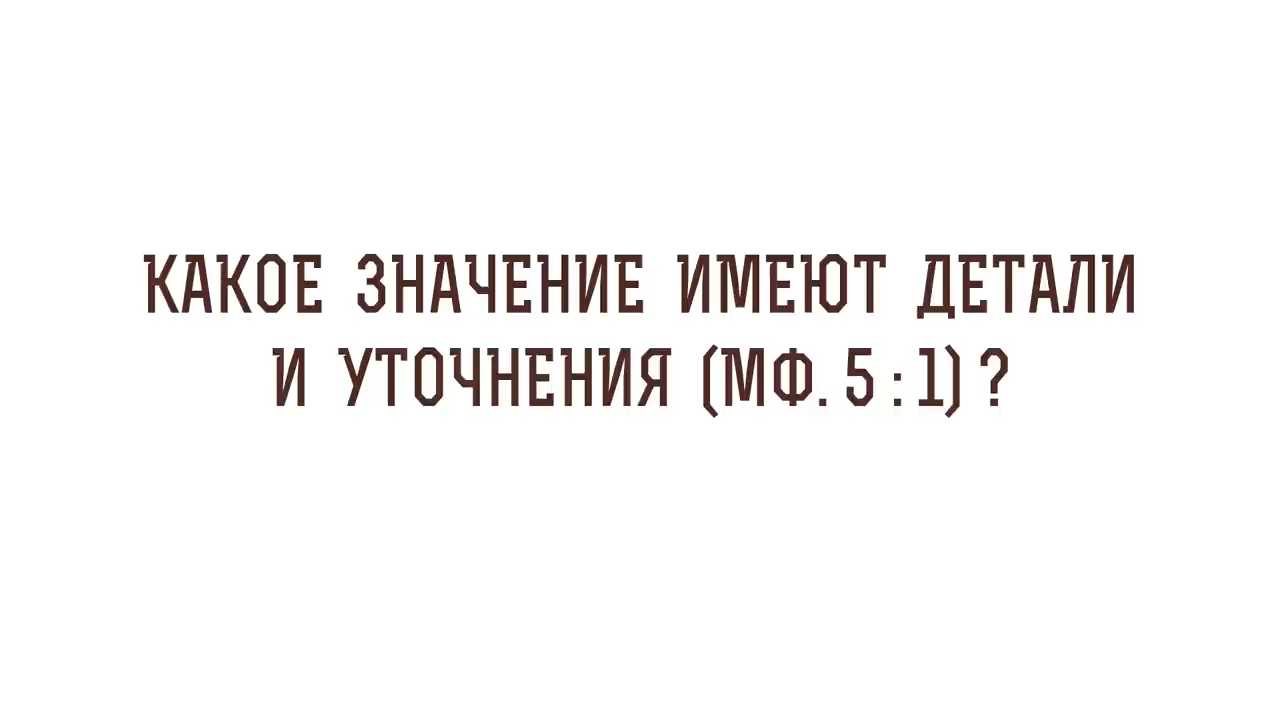 КАКОЕ ЗНАЧЕНИЕ ИМЕЮТ ДЕТАЛИ
И УТОЧНЕНИЯ (МФ. 5:1)?